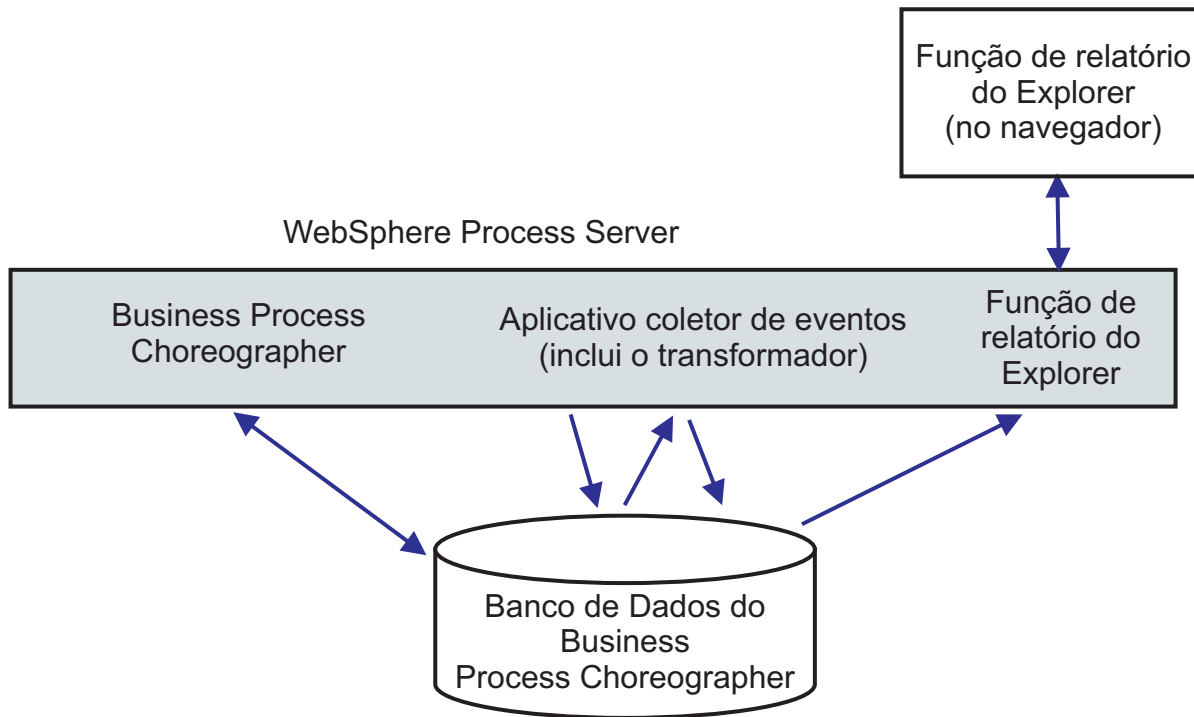 Função de relatório
do Explorer
(no navegador)
WebSphere Process Server
Business Process
Choreographer
Aplicativo coletor de eventos
(inclui o transformador)
Função de
relatório do
Explorer
Banco de Dados do
Business
Process Choreographer